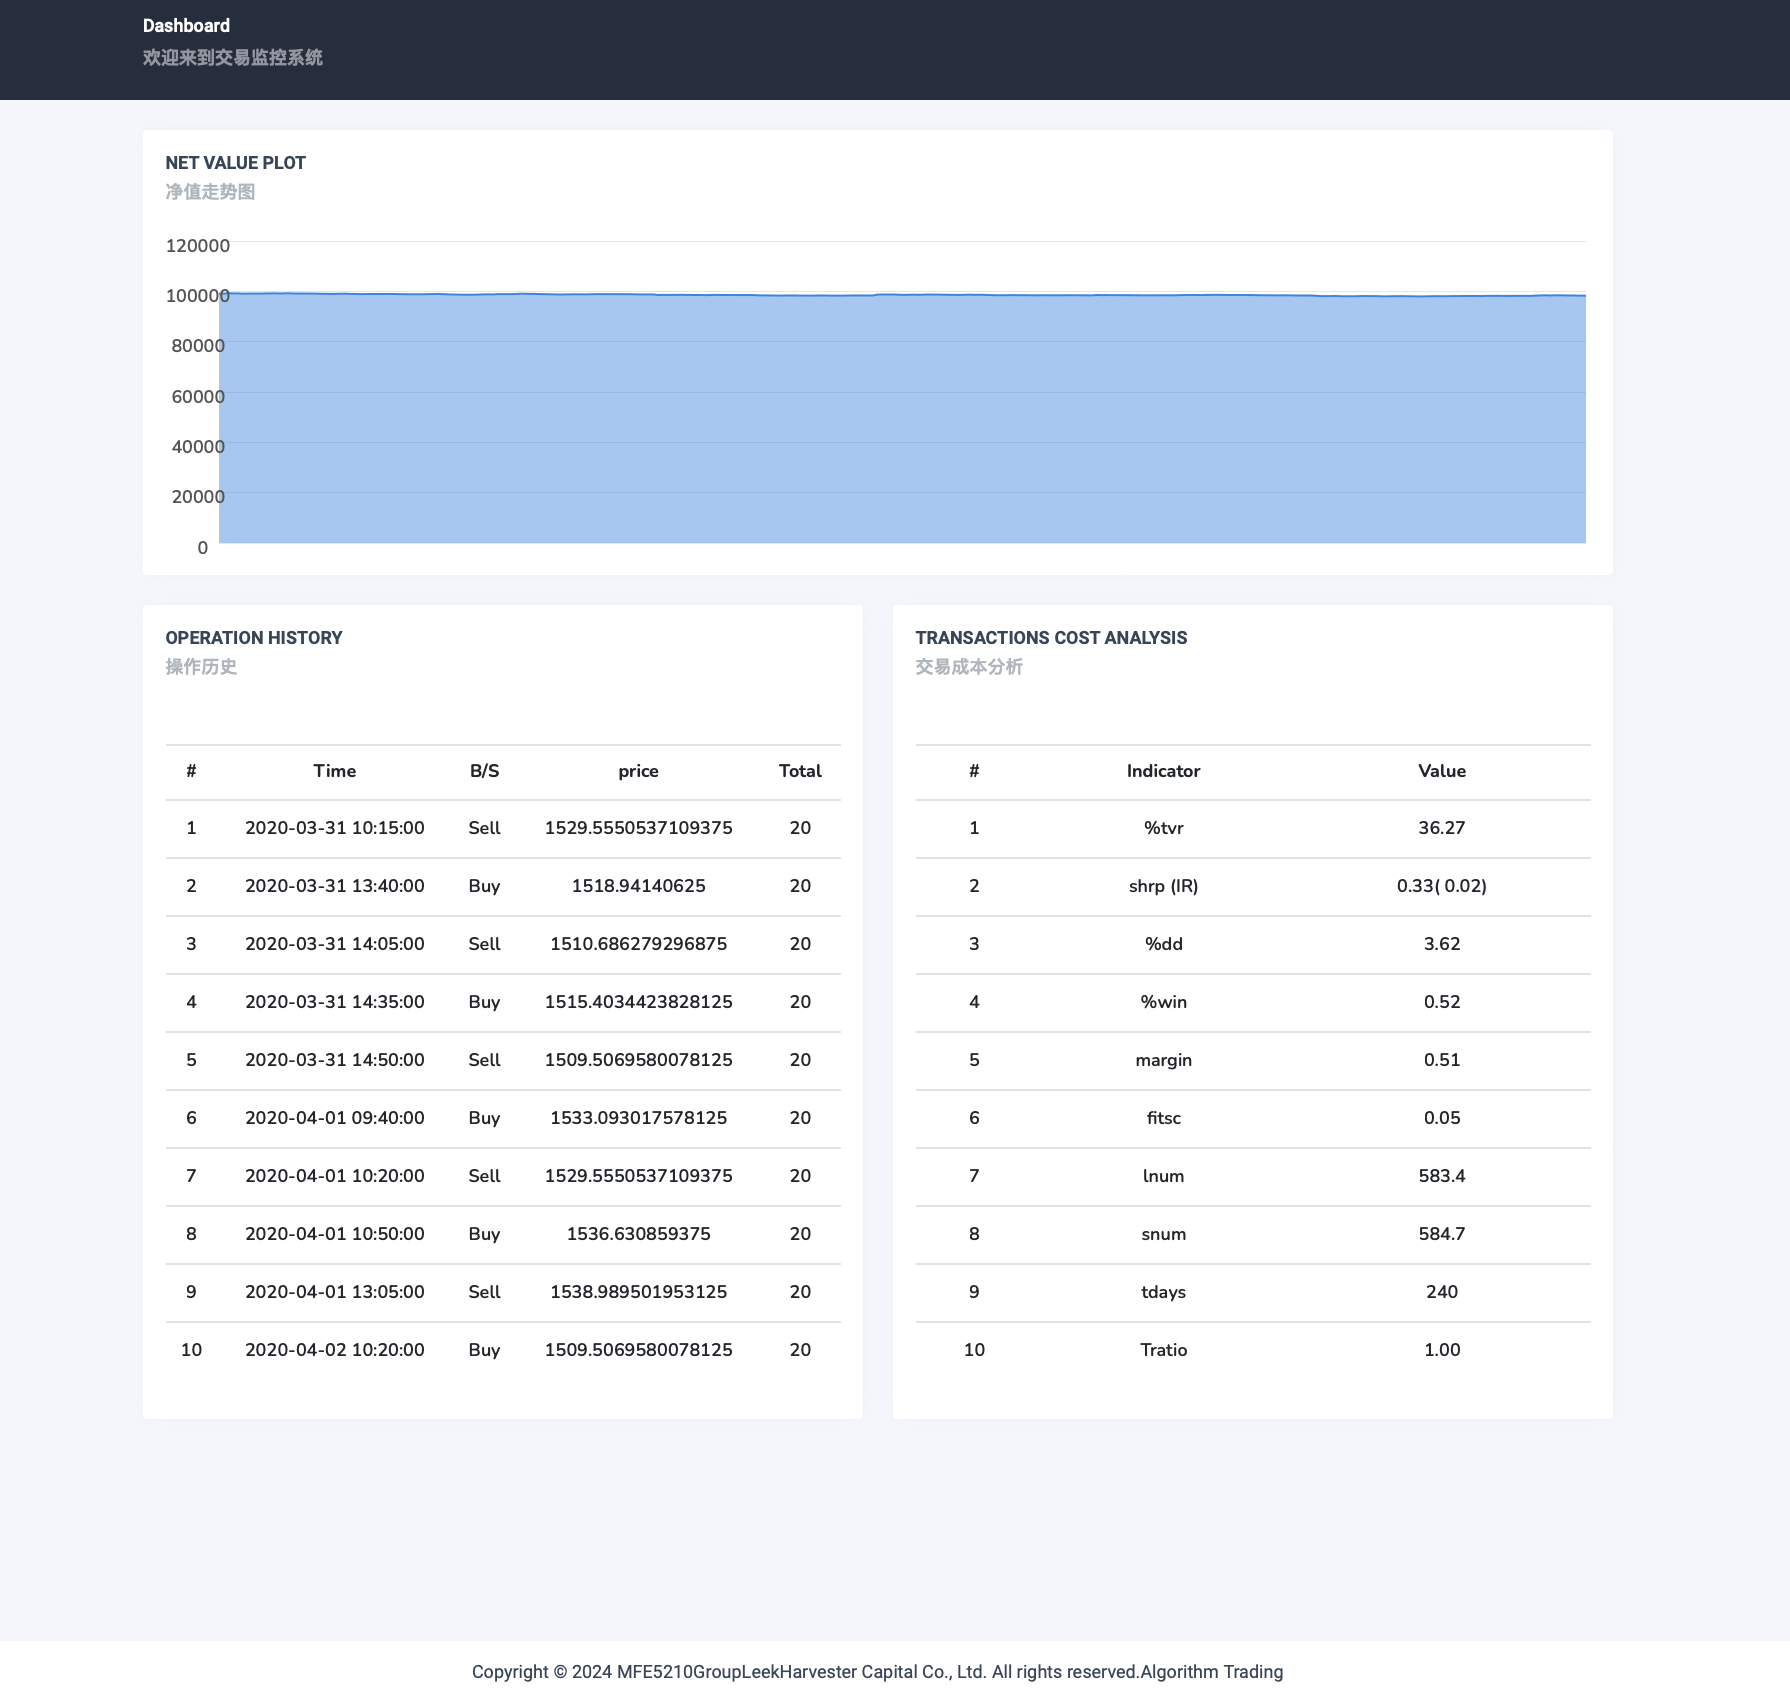 Dashboard
欢迎来到交易监控系统
NET VALUE PLOT
净值走势图
120000
100000
80000
60000
40000
20000
0
OPERATION HISTORY
操作历史
# Time B/S price Total
1 2020-03-31 10:15:00 Sell 1529.5550537109375 20
2 2020-03-31 13:40:00 Buy 1518.94140625 20
3 2020-03-31 14:05:00 Sell 1510.686279296875 20
4 2020-03-31 14:35:00 Buy 1515.4034423828125 20
5 2020-03-31 14:50:00 Sell 1509.5069580078125 20
6 2020-04-01 09:40:00 Buy 1533.093017578125 20
7 2020-04-01 10:20:00 Sell 1529.5550537109375 20
8 2020-04-01 10:50:00 Buy 1536.630859375 20
9 2020-04-01 13:05:00 Sell 1538.989501953125 20
10 2020-04-02 10:20:00 Buy 1509.5069580078125 20
TRANSACTIONS COST ANALYSIS
交易成本分析
# Indicator Value
1 %tvr 36.27
2 shrp (IR) 0.33( 0.02)
3 %dd 3.62
4 %win 0.52
5 margin 0.51
6 fitsc 0.05
7 lnum 583.4
8 snum 584.7
9 tdays 240
10 Tratio 1.00
Copyright © 2024 MFE5210GroupLeekHarvester Capital Co., Ltd. All rights reserved.Algorithm Trading